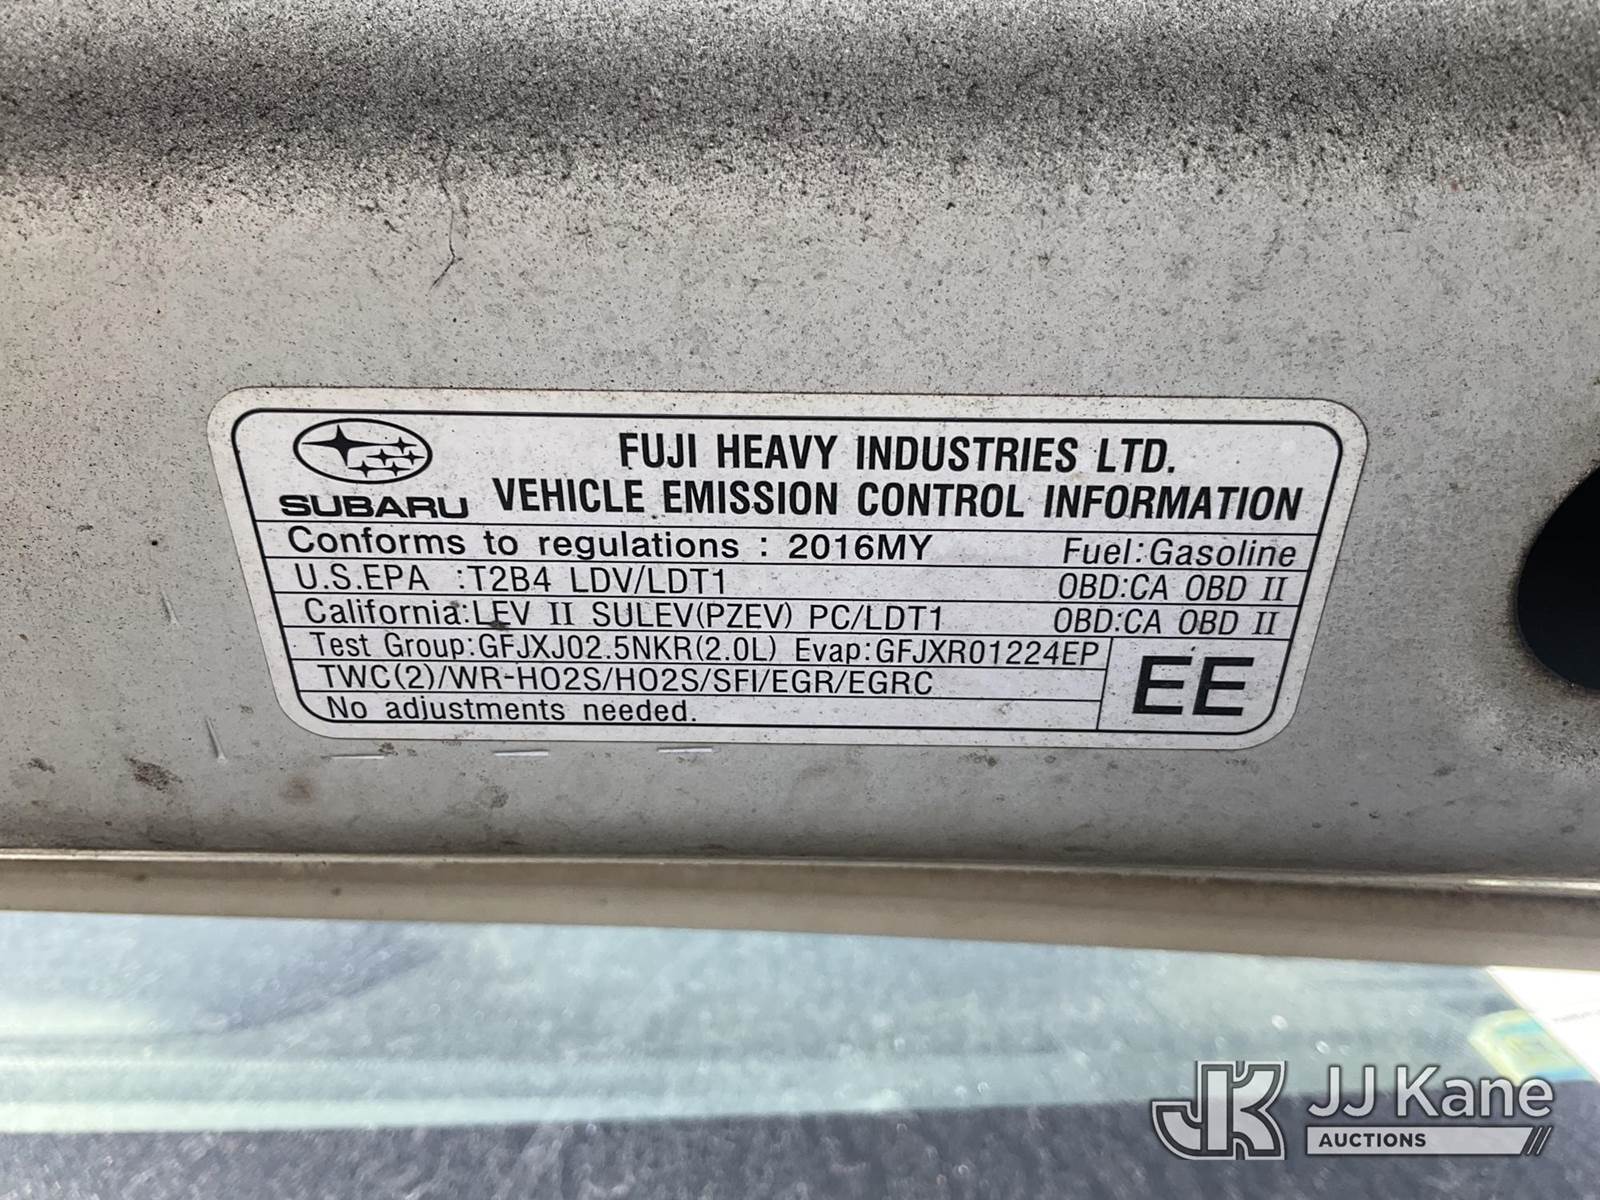 FUJI HEAVY INDUSTRIES LTD.
SUBARU VEHICLE EMISSION CONTROL INFORMATION
Conforms to regulations : 2016MY Fuel:Gasoline
U.S.EPA :T2B4 LDV/LDT1 OBD:CA OBD II
California:LEV II SULEV(PZEV) PC/LDT1 OBD:CA OBD II
Test Group:GFJXJ02.5NKR(2.0L) Evap:GFJXR01224EP
TWC(2)/WR-HO2S/HO2S/SFI/EGR/EGRC
No adjustments needed.
EE
JK JJ Kane
AUCTIONS